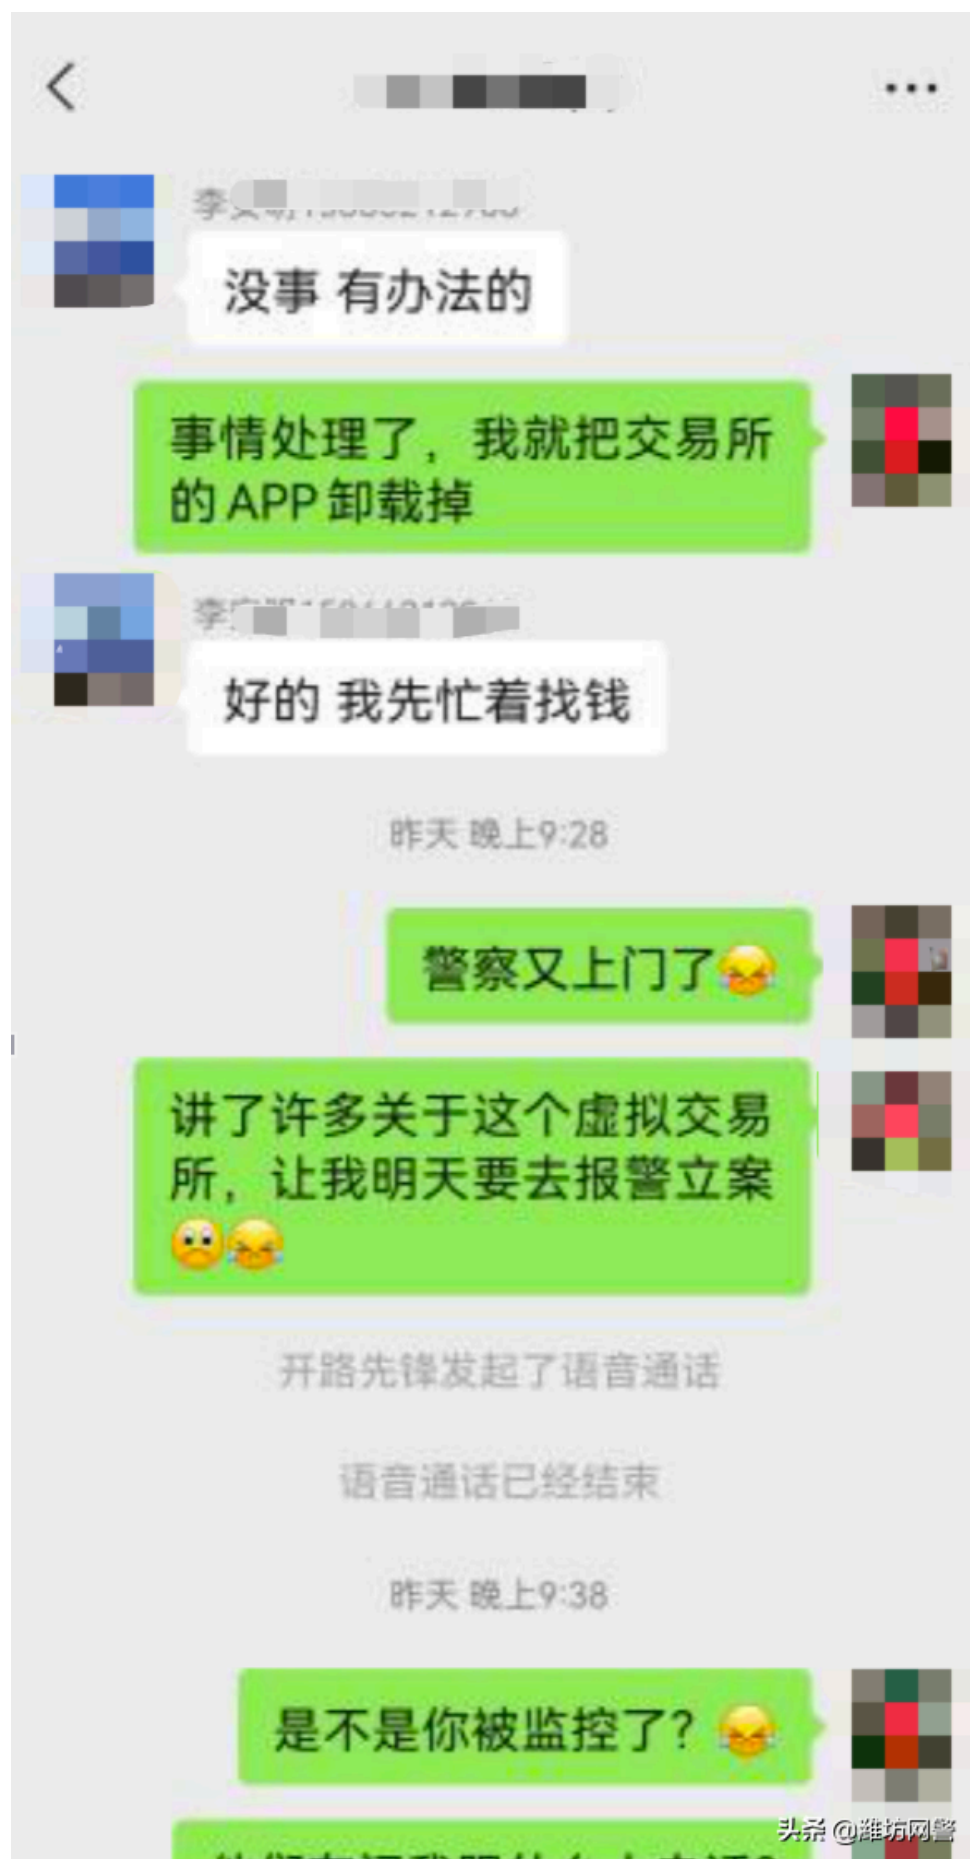 李
没事 有办法的
事情处理了，我就把交易所
的APP卸载掉
李
好的 我先忙着找钱
昨天 晚上9:28
警察又上门了😂
讲了许多关于这个虚拟交易
所，让我明天要去报警立案
🙁😂
开路先锋发起了语音通话
语音通话已经结束
昨天 晚上9:38
是不是你被监控了？😂
头条 @潍坊网警